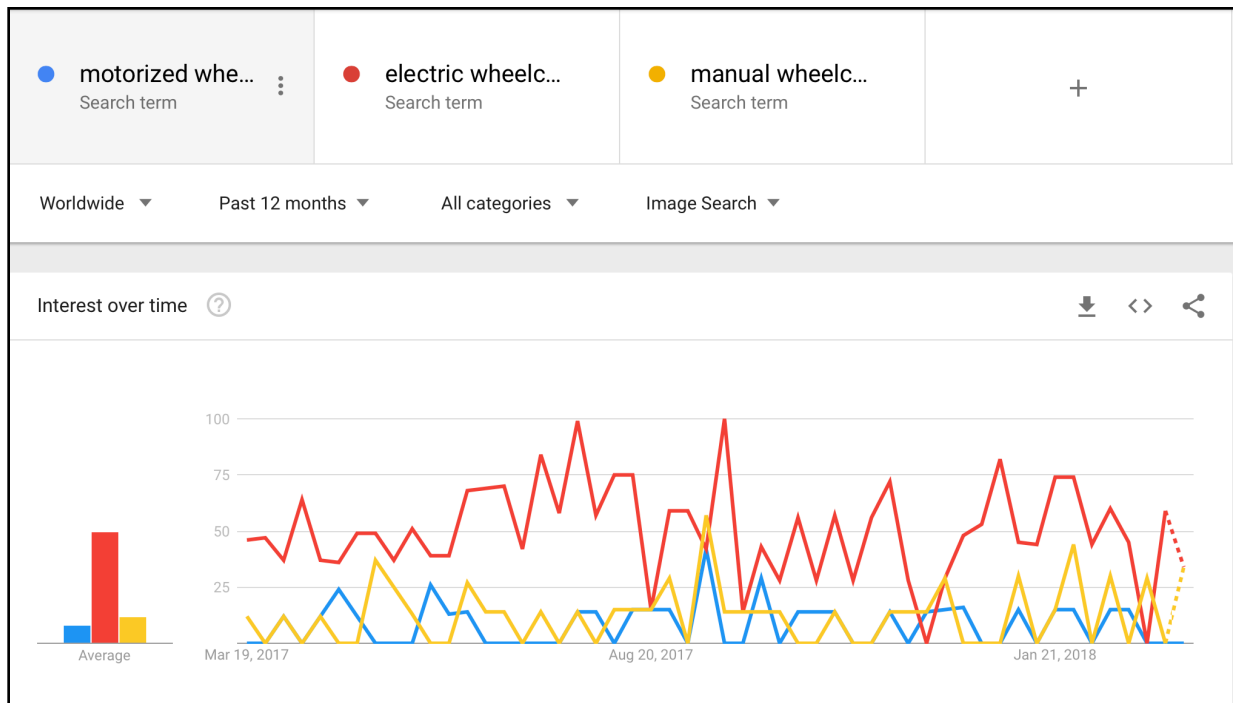 motorized whe...
Search term
electric wheelc...
Search term
manual wheelc...
Search term
+
Worldwide
Past 12 months
All categories
Image Search
Interest over time ?
100
75
50
25
Average
Mar 19, 2017
Aug 20, 2017
Jan 21, 2018